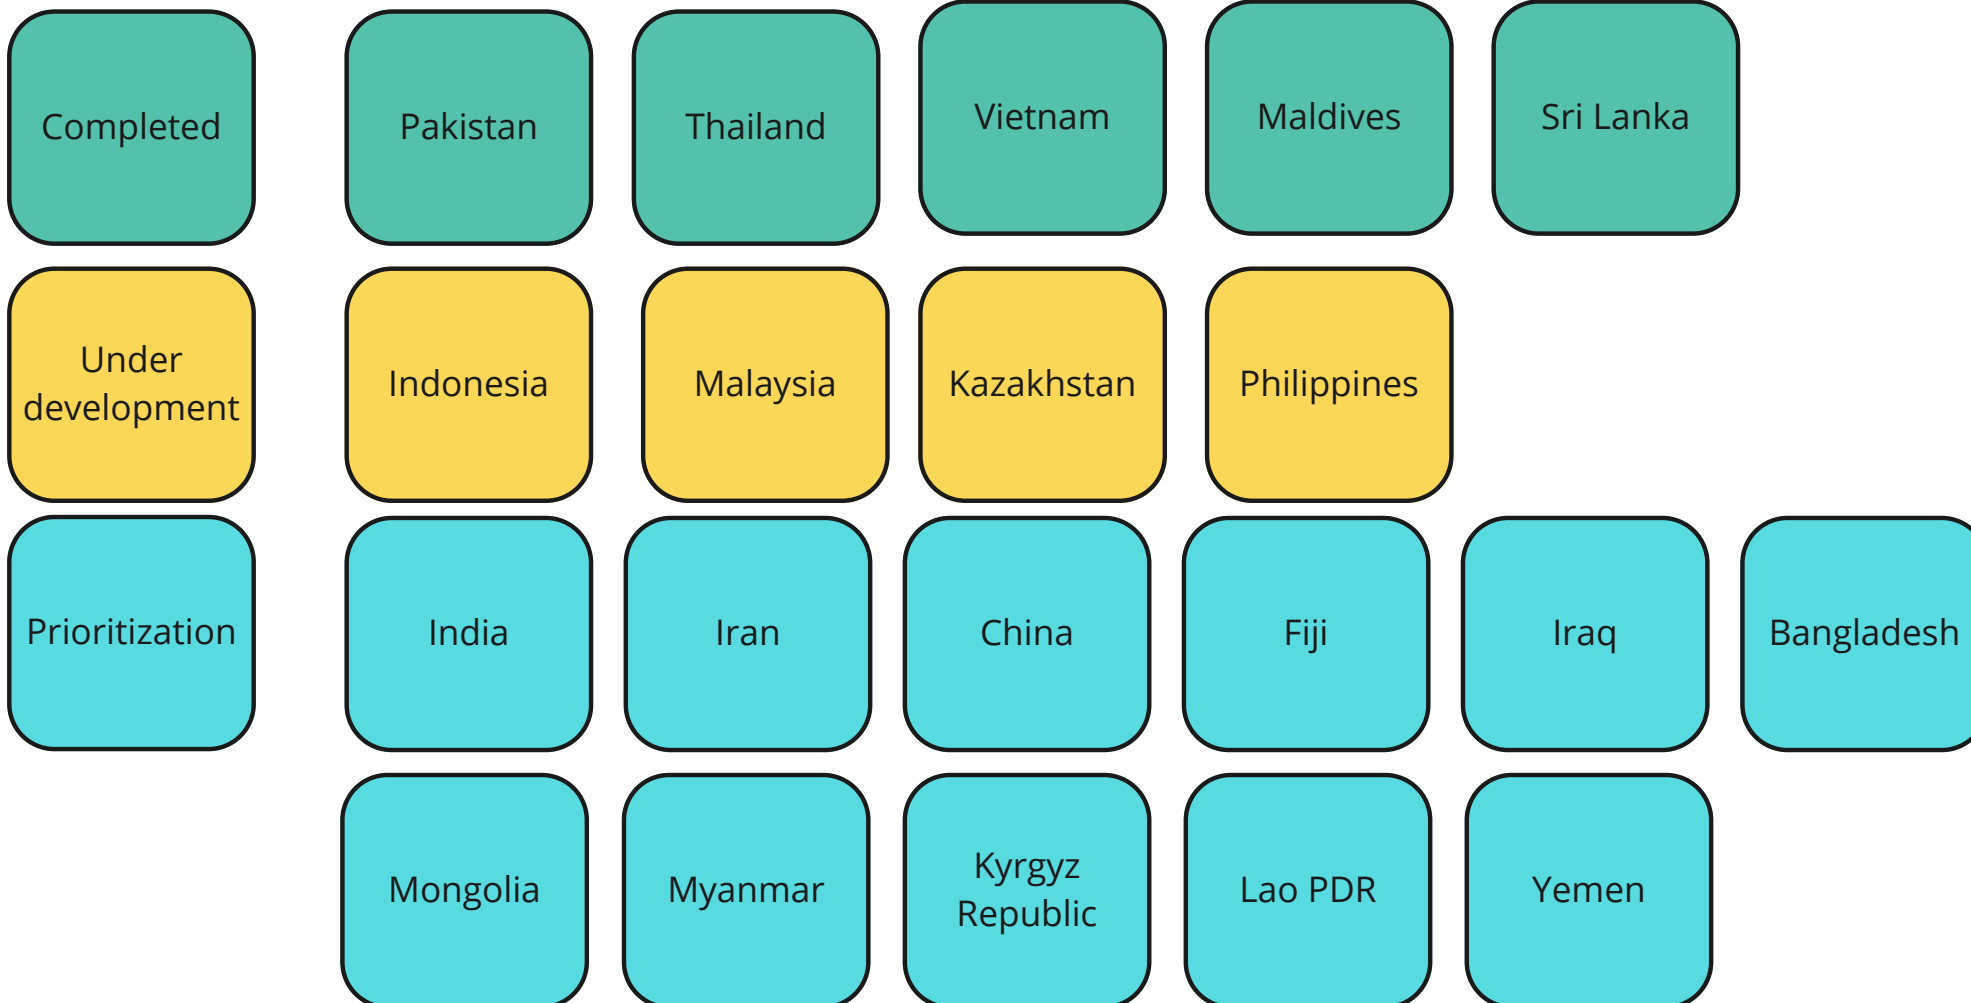 Completed
Pakistan
Thailand
Vietnam
Maldives
Sri Lanka
Under
development
Indonesia
Malaysia
Kazakhstan
Philippines
Prioritization
India
Iran
China
Fiji
Iraq
Bangladesh
Mongolia
Myanmar
Kyrgyz
Republic
Lao PDR
Yemen